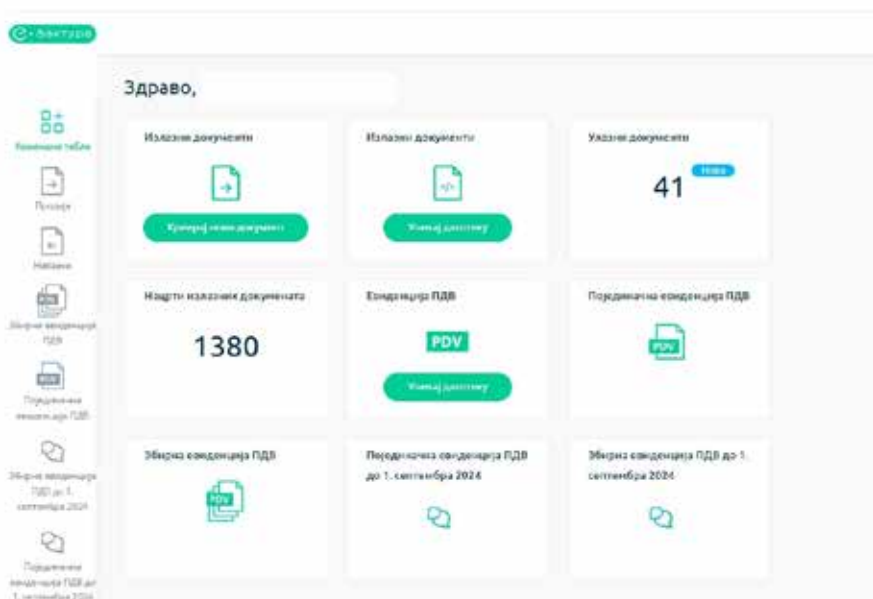 е-фактура
Здраво,
Командна табла
Продаја
Набавке
Збирна евиденција
ПДВ
Појединачна
евиденција ПДВ
Збирна евиденција
ПДВ до 1.
септембра 2024
Појединачна
евиденција ПДВ до
1. септембра 2024
Излазни документи
Креирај нови документ
Излазни документи
Учитај датотеку
Улазни документи
41
Нова
Нацрти излазних докумената
1380
Евиденција ПДВ
PDV
Учитај датотеку
Појединачна евиденција ПДВ
PDV
Збирна евиденција ПДВ
PDV
Појединачна евиденција ПДВ
до 1. септембра 2024
Збирна евиденција ПДВ до 1.
септембра 2024